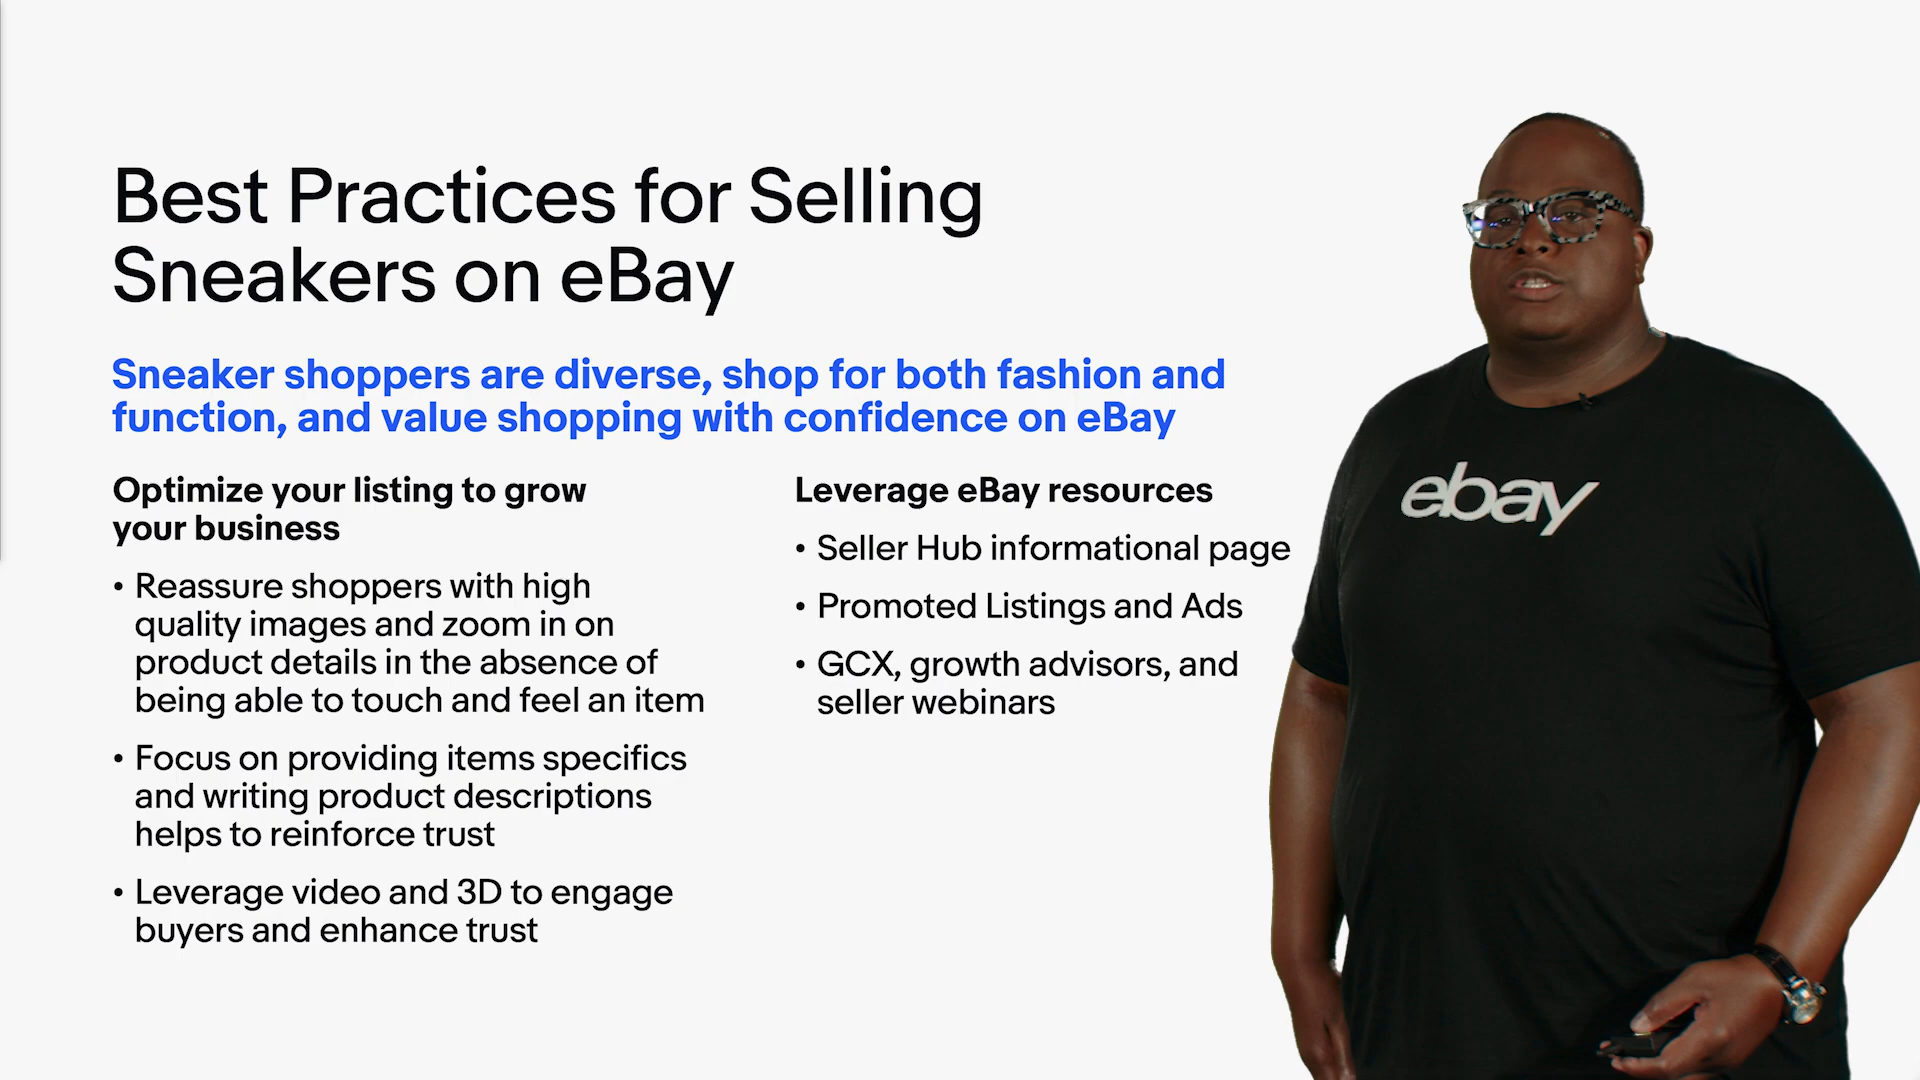 Best Practices for Selling
Sneakers on eBay
Sneaker shoppers are diverse, shop for both fashion and
function, and value shopping with confidence on eBay
Optimize your listing to grow
your business
• Reassure shoppers with high
quality images and zoom in on
product details in the absence of
being able to touch and feel an item
• Focus on providing items specifics
and writing product descriptions
helps to reinforce trust
• Leverage video and 3D to engage
buyers and enhance trust
Leverage eBay resources
• Seller Hub informational page
• Promoted Listings and Ads
• GCX, growth advisors, and
seller webinars
ebay